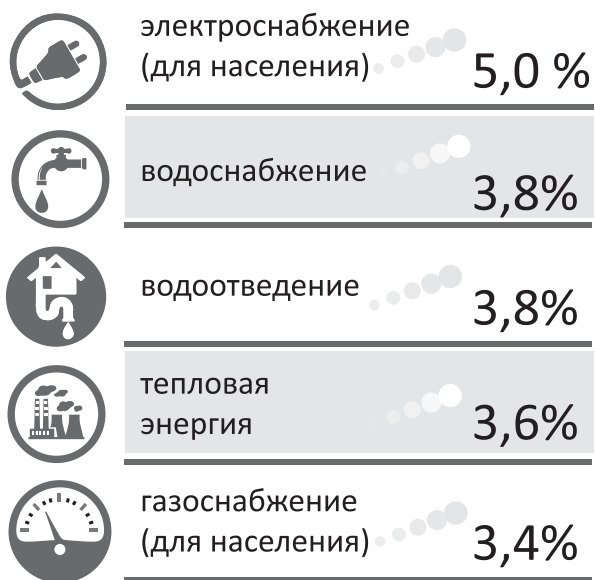 электроснабжение
(для населения)
5,0 %
водоснабжение
3,8%
водоотведение
3,8%
тепловая
энергия
3,6%
газоснабжение
(для населения)
3,4%